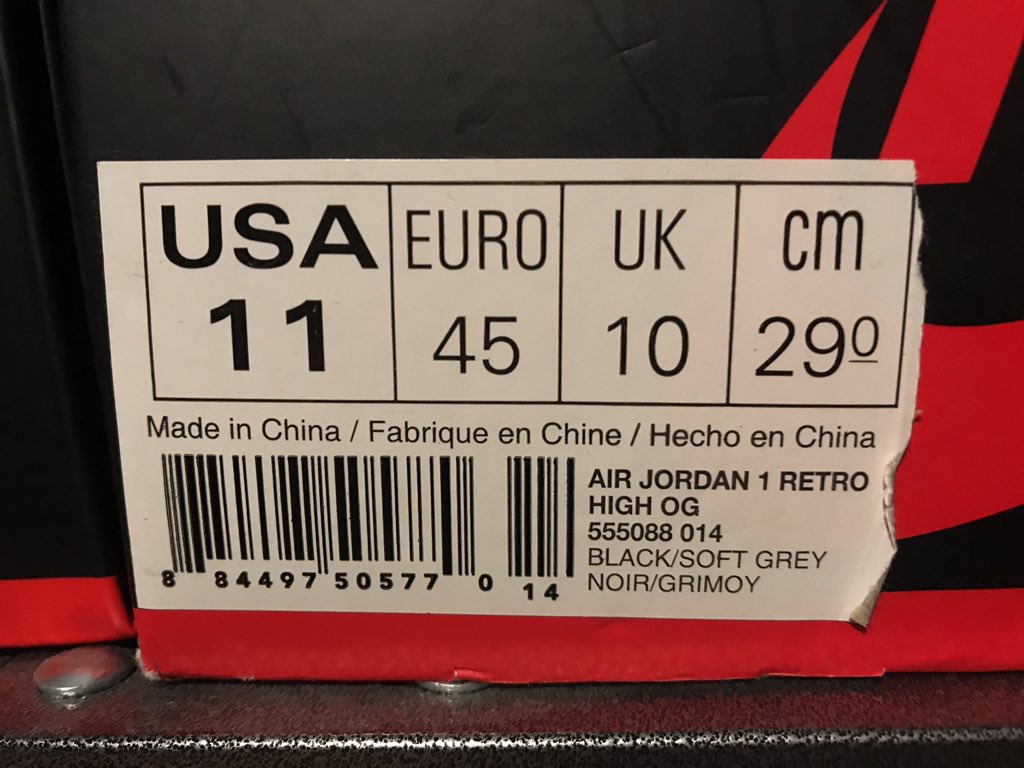 USA EURO UK cm
11 45 10 290
Made in China / Fabrique en Chine / Hecho en China
AIR JORDAN 1 RETRO
HIGH OG
555088 014
BLACK/SOFT GREY
NOIR/GRIMOY
8 84497 50577 0 14